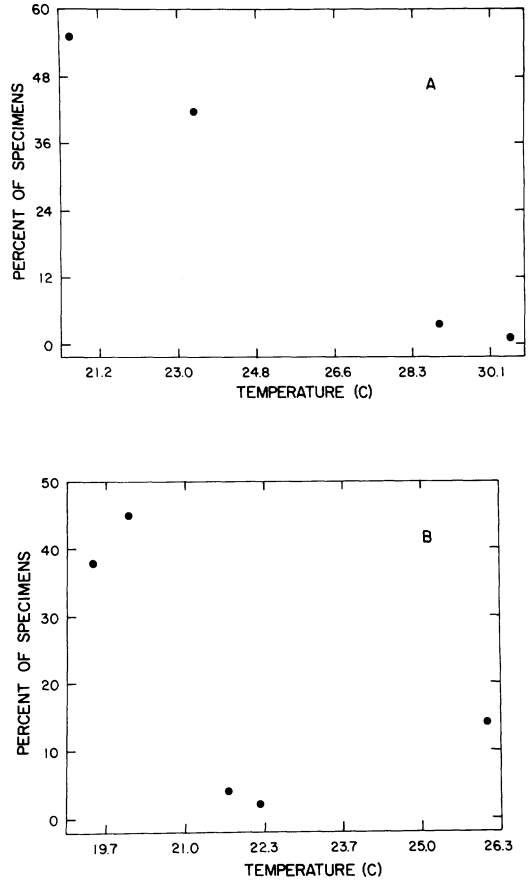 60
48
36
24
12
0
PERCENT OF SPECIMENS
A
21.2 23.0 24.8 26.6 28.3 30.1
TEMPERATURE (C)
50
40
30
20
10
0
PERCENT OF SPECIMENS
B
19.7 21.0 22.3 23.7 25.0 26.3
TEMPERATURE (C)